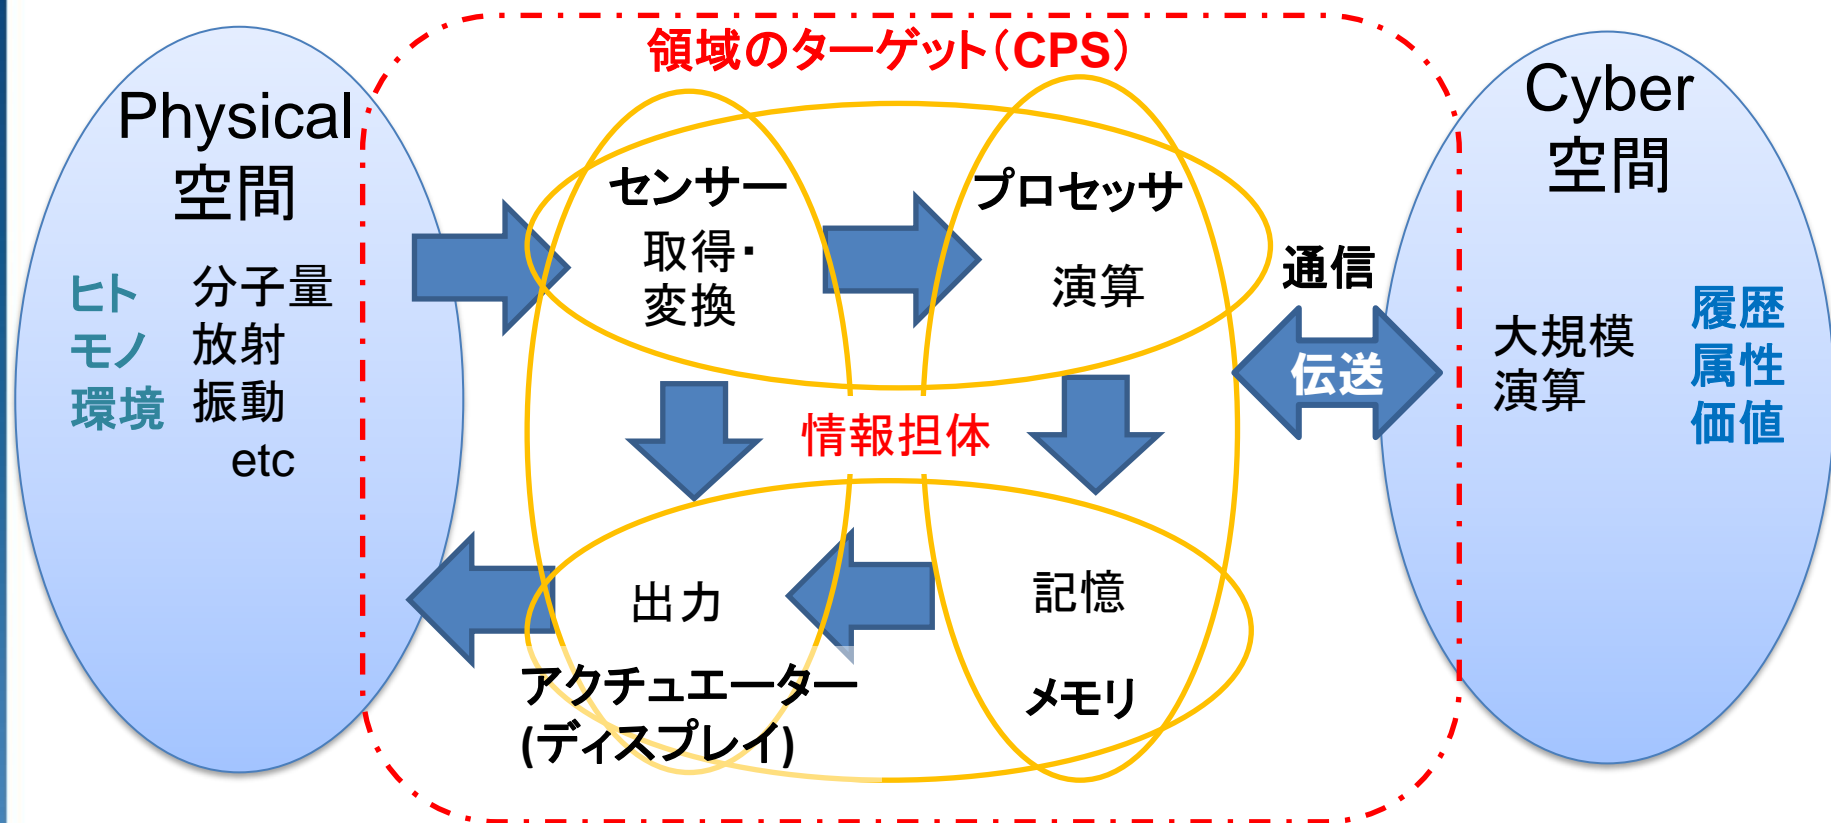 領域のターゲット（CPS）
Physical
空間
ヒト
モノ
環境
分子量
放射
振動
etc
センサー
取得・
変換
プロセッサ
演算
情報担体
出力
アクチュエーター
(ディスプレイ)
記憶
メモリ
通信
伝送
Cyber
空間
大規模
演算
履歴
属性
価値